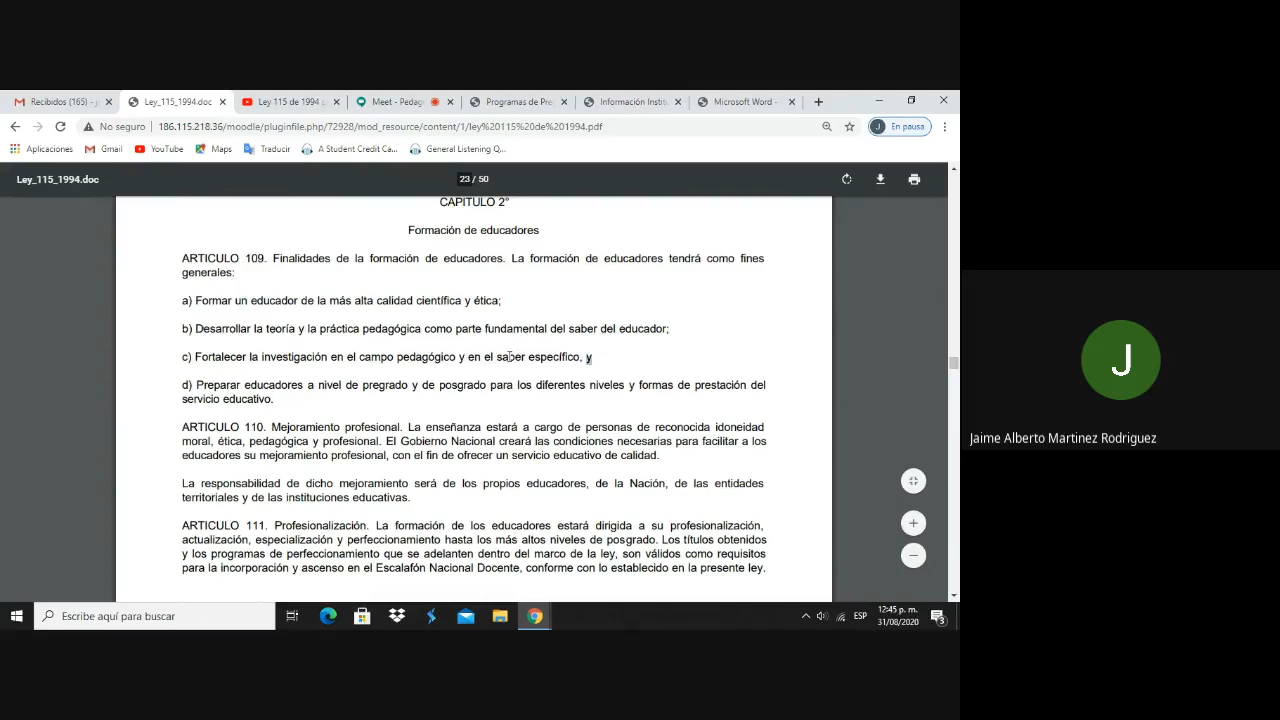 Recibidos (165) - j
Ley_115_1994.doc
Ley 115 de 1994 p
Meet - Pedag
Programas de Pre
Información Instit
Microsoft Word -
No seguro
186.115.218.36/moodle/pluginfile.php/72928/mod_resource/content/1/ley%20115%20de%201994.pdf
J
En pausa
Aplicaciones
Gmail
YouTube
Maps
Traducir
A Student Credit Ca...
General Listening Q...
Ley_115_1994.doc
23 / 50
CAPITULO 2°
Formación de educadores
ARTICULO 109. Finalidades de la formación de educadores. La formación de educadores tendrá como fines
generales:
a) Formar un educador de la más alta calidad científica y ética;
b) Desarrollar la teoría y la práctica pedagógica como parte fundamental del saber del educador;
c) Fortalecer la investigación en el campo pedagógico y en el saber específico, y
d) Preparar educadores a nivel de pregrado y de posgrado para los diferentes niveles y formas de prestación del
servicio educativo.
ARTICULO 110. Mejoramiento profesional. La enseñanza estará a cargo de personas de reconocida idoneidad
moral, ética, pedagógica y profesional. El Gobierno Nacional creará las condiciones necesarias para facilitar a los
educadores su mejoramiento profesional, con el fin de ofrecer un servicio educativo de calidad.
La responsabilidad de dicho mejoramiento será de los propios educadores, de la Nación, de las entidades
territoriales y de las instituciones educativas.
ARTICULO 111. Profesionalización. La formación de los educadores estará dirigida a su profesionalización,
actualización, especialización y perfeccionamiento hasta los más altos niveles de posgrado. Los títulos obtenidos
y los programas de perfeccionamiento que se adelanten dentro del marco de la ley, son válidos como requisitos
para la incorporación y ascenso en el Escalafón Nacional Docente, conforme con lo establecido en la presente ley.
Escribe aquí para buscar
ESP
12:45 p. m.
31/08/2020
3
J
Jaime Alberto Martinez Rodriguez